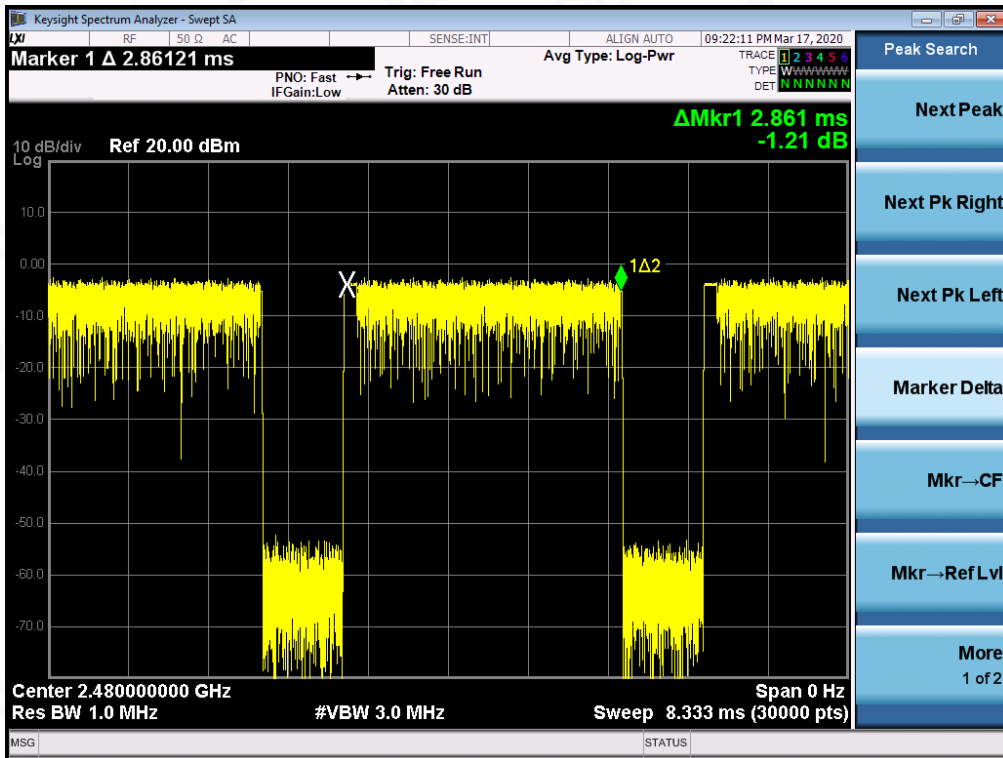 Keysight Spectrum Analyzer - Swept SA
LXI RF 50 Ω AC SENSE:INT ALIGN AUTO 09:22:11 PM Mar 17, 2020
Marker 1 Δ 2.86121 ms
PNO: Fast
IFGain:Low
Trig: Free Run
Atten: 30 dB
Avg Type: Log-Pwr
TRACE 1 2 3 4 5 6
TYPE W W W W W W
DET N N N N N N
ΔMkr1 2.861 ms
-1.21 dB
10 dB/div Ref 20.00 dBm
Log
10.0
0.00
-10.0
-20.0
-30.0
-40.0
-50.0
-60.0
-70.0
1Δ2
Center 2.480000000 GHz Span 0 Hz
Res BW 1.0 MHz #VBW 3.0 MHz Sweep 8.333 ms (30000 pts)
MSG STATUS
Peak Search
Next Peak
Next Pk Right
Next Pk Left
Marker Delta
Mkr→CF
Mkr→Ref Lvl
More
1 of 2